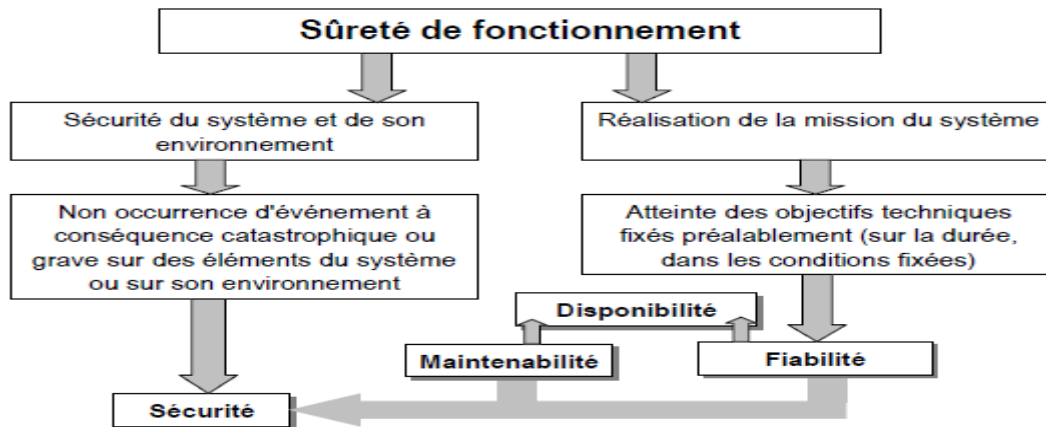 Sûreté de fonctionnement
Sécurité du système et de son
environnement
Réalisation de la mission du système
Non occurrence d'événement à
conséquence catastrophique ou
grave sur des éléments du système
ou sur son environnement
Atteinte des objectifs techniques
fixés préalablement (sur la durée,
dans les conditions fixées)
Disponibilité
Maintenabilité
Fiabilité
Sécurité